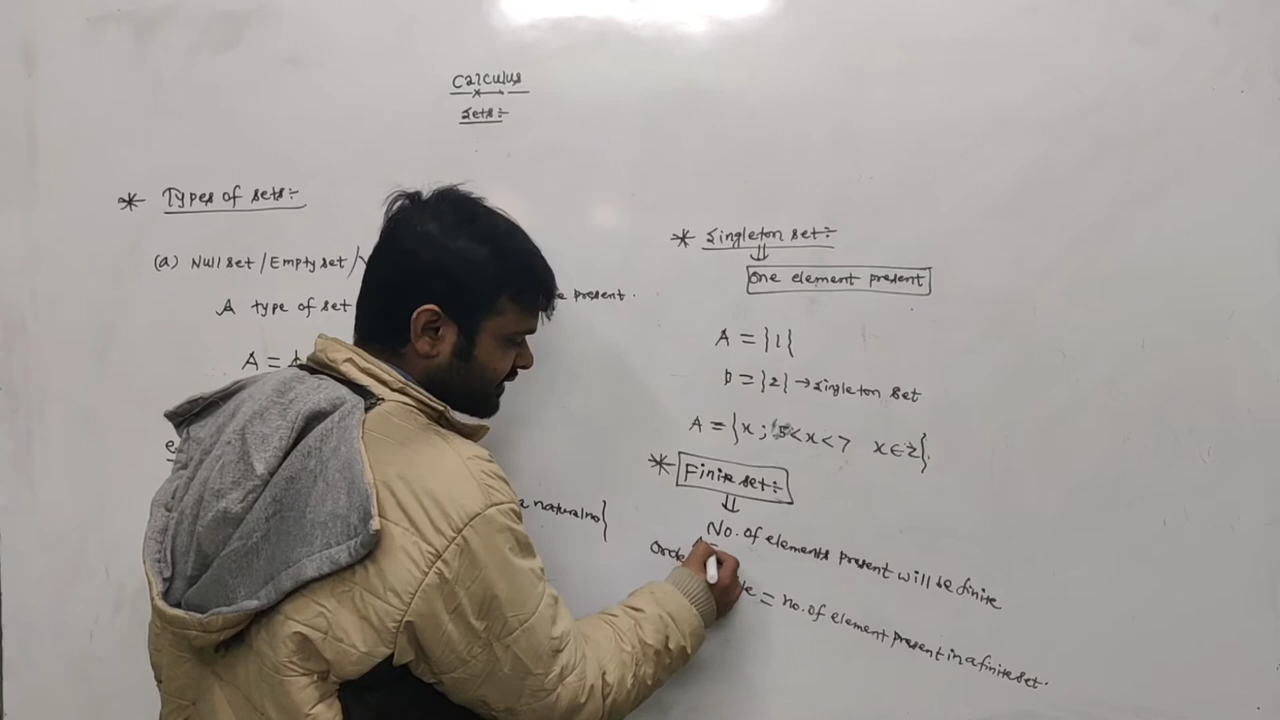 Calculus
Sets:-
* Types of sets:-
(a) Null set / Empty set /
A type of set present.
A =
natural no }
* Singleton set:-
⇓
One element present
A = {1}
B = {2} → Singleton set
A = {x ; 5<x<7 x∈Z}.
* Finite set:-
⇓
No. of elements present will be finite
= no. of element present in a finite set.